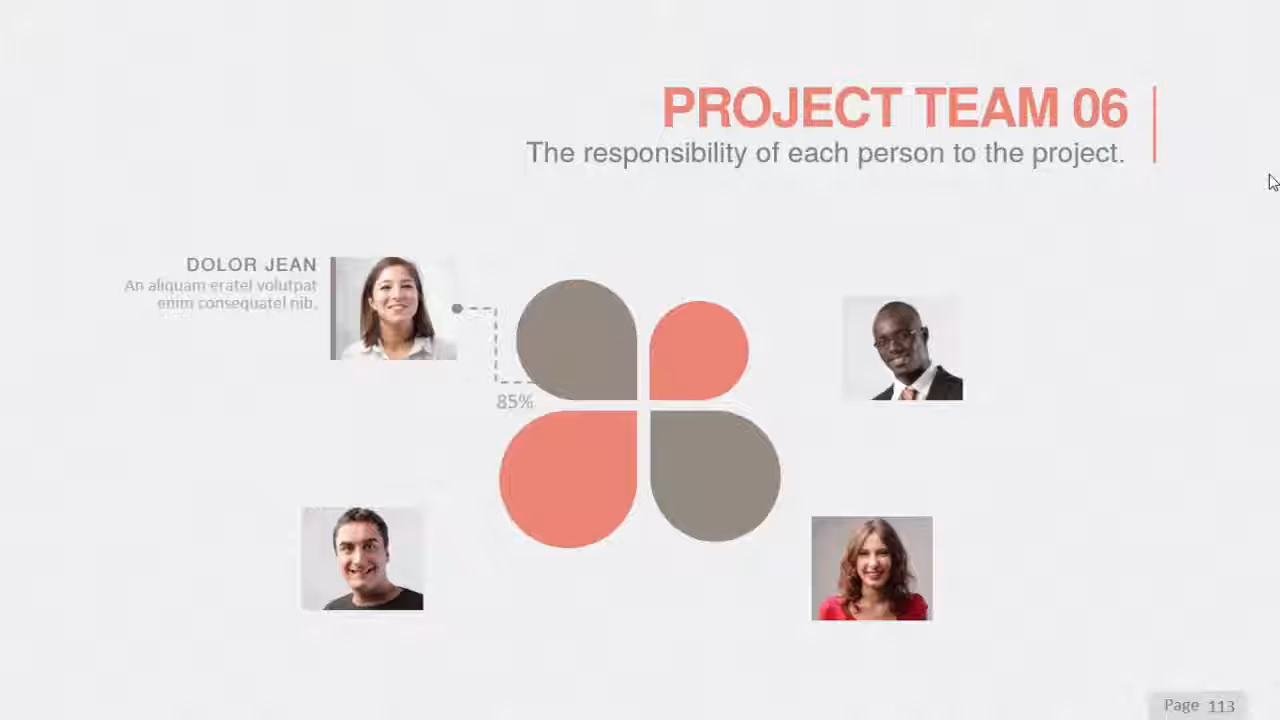 PROJECT TEAM 06
The responsibility of each person to the project.
DOLOR JEAN
An aliquam eratel volutpat
enim consequatel nib.
85%
Page 113